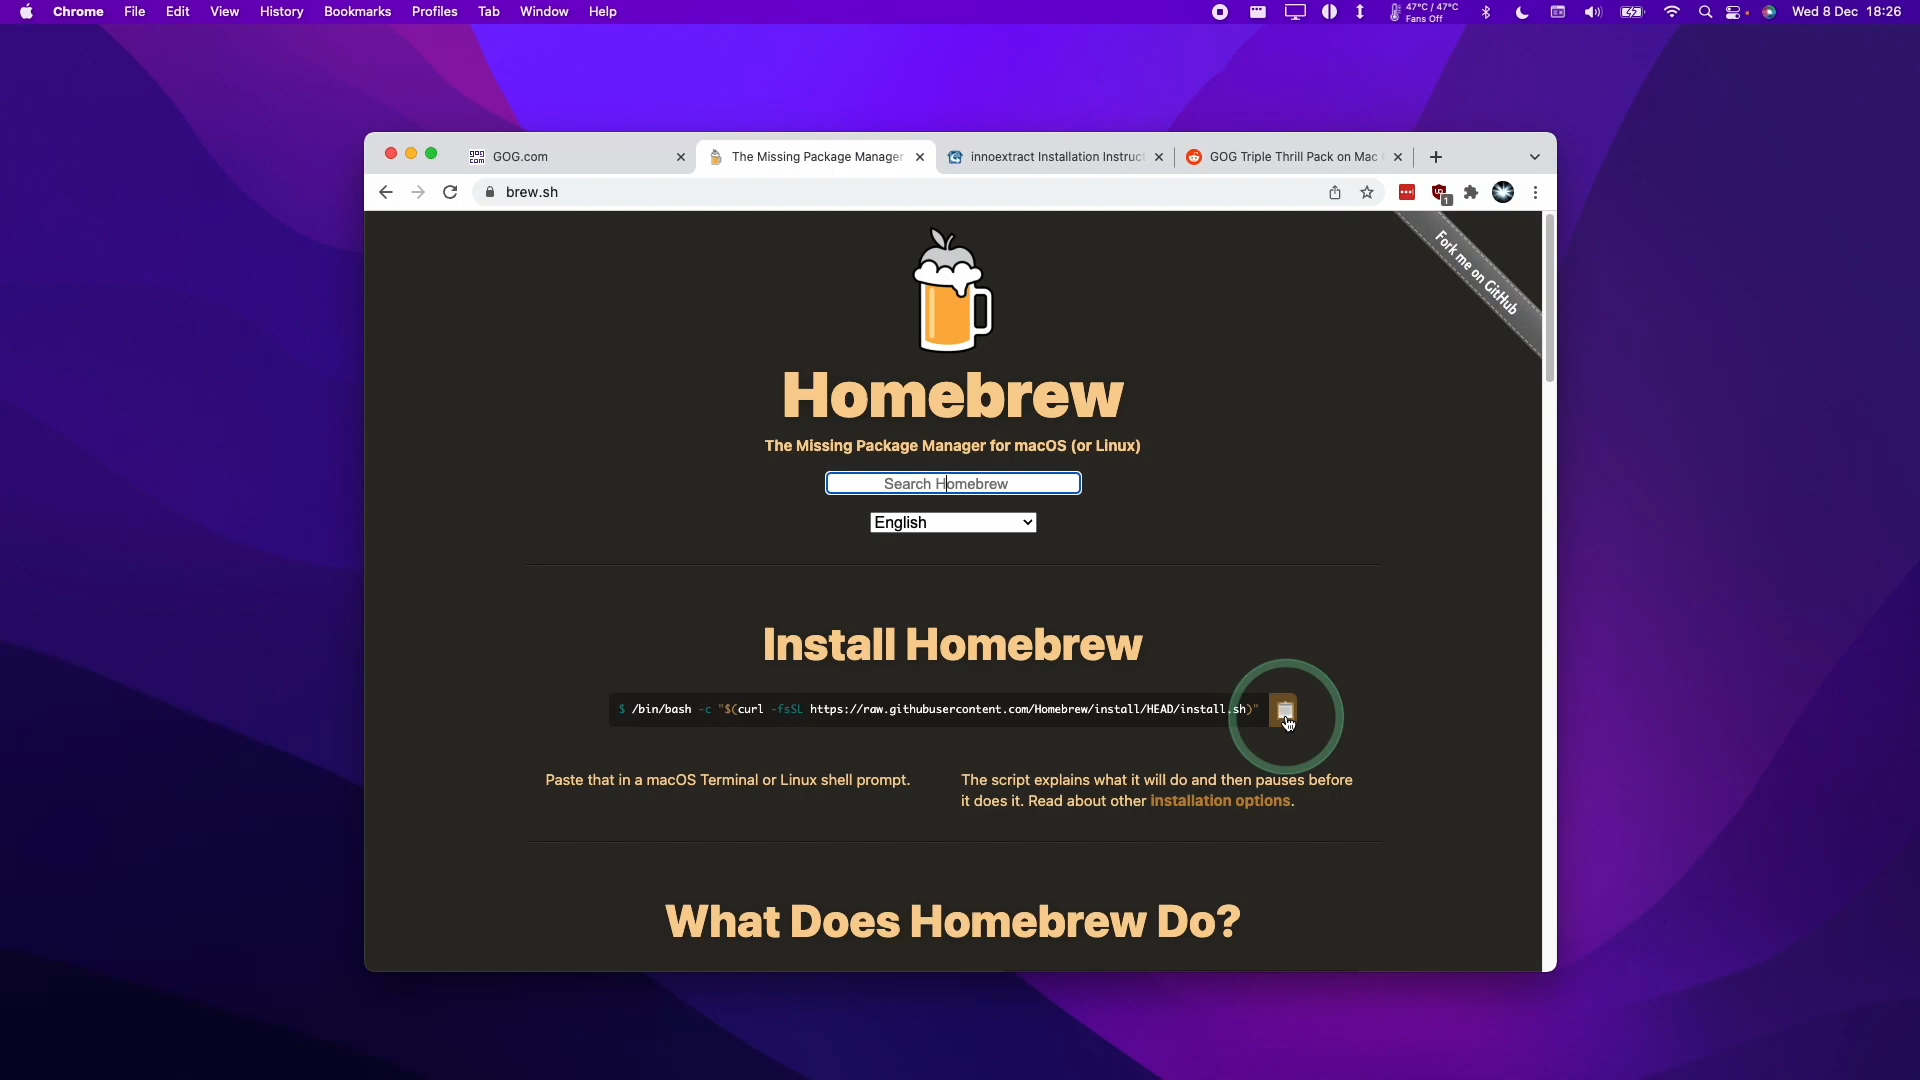 Chrome File Edit View History Bookmarks Profiles Tab Window Help
47°C / 47°C
Fans Off
Wed 8 Dec 18:26
gog
com
GOG.com
The Missing Package Manager
innoextract Installation Instruct
GOG Triple Thrill Pack on Mac
brew.sh
1
Fork me on GitHub
Homebrew
The Missing Package Manager for macOS (or Linux)
Search Homebrew
English
Install Homebrew
$ /bin/bash -c "$(curl -fsSL https://raw.githubusercontent.com/Homebrew/install/HEAD/install.sh)"
Paste that in a macOS Terminal or Linux shell prompt.
The script explains what it will do and then pauses before
it does it. Read about other installation options.
What Does Homebrew Do?